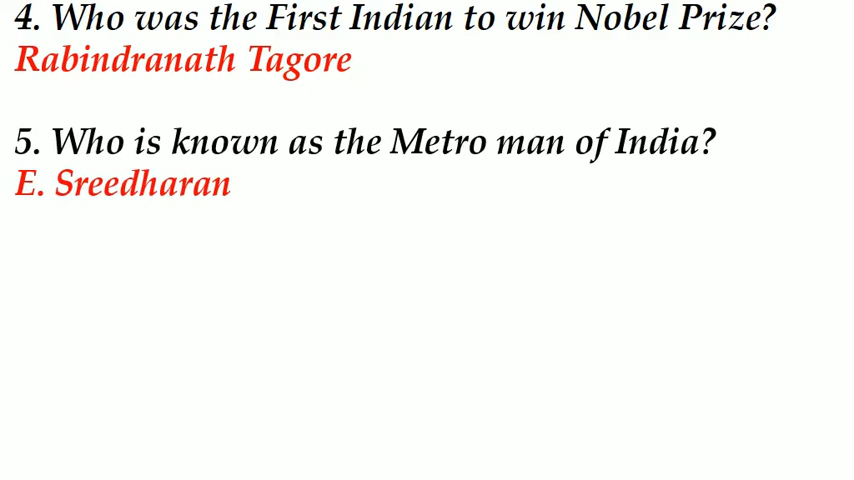 4. Who was the First Indian to win Nobel Prize?
Rabindranath Tagore
5. Who is known as the Metro man of India?
E. Sreedharan